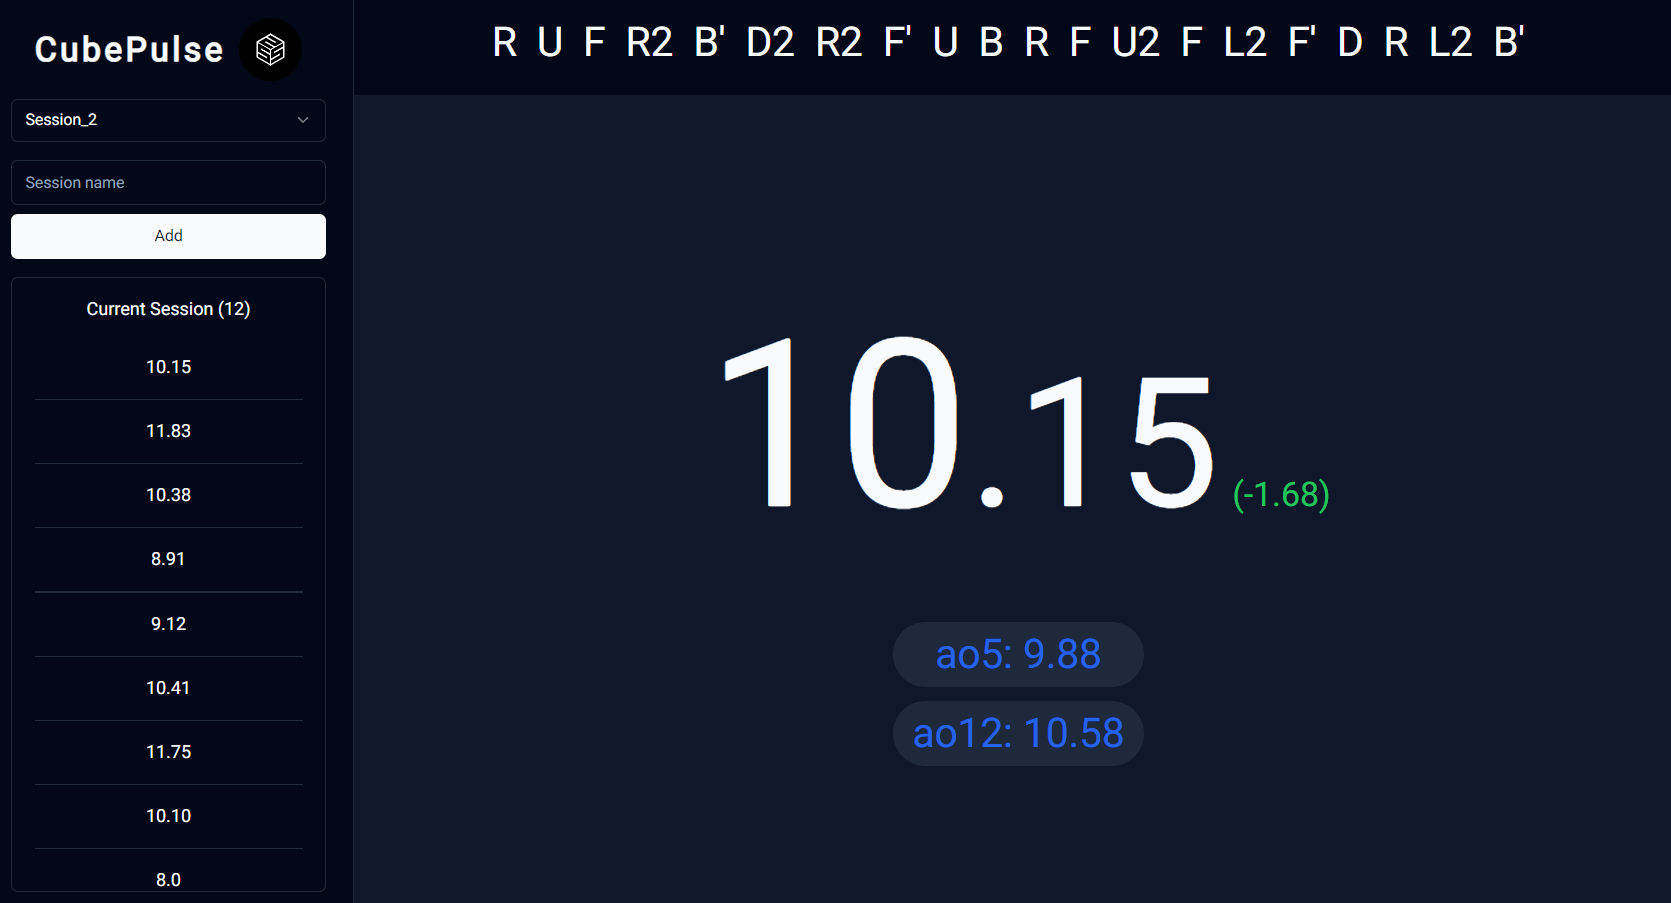 CubePulse
R U F R2 B' D2 R2 F' U B R F U2 F L2 F' D R L2 B'
Session_2
Session name
Add
Current Session (12)
10.15
11.83
10.38
8.91
9.12
10.41
11.75
10.10
8.0
10.15 (-1.68)
ao5: 9.88
ao12: 10.58